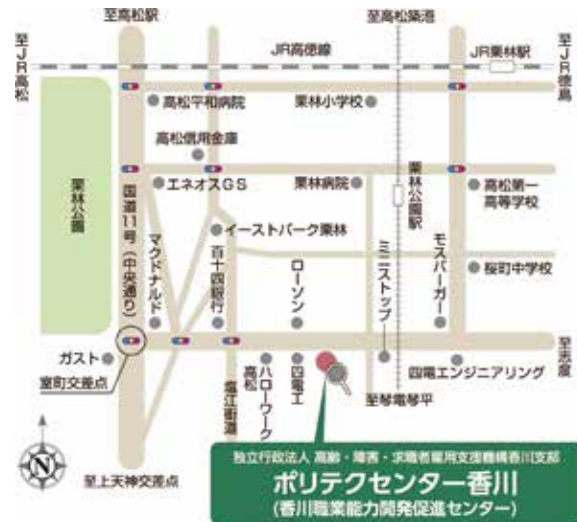 至高松駅
至高松築港
至JR高松
JR高徳線
JR栗林駅
至JR徳島
高松平和病院
栗林小学校
高松信用金庫
栗林公園
国道11号(中央通り)
エネオスGS
栗林病院
栗林公園駅
高松第一
高等学校
マクドナルド
百十四銀行
イーストパーク栗林
ローソン
ミニストップ
モスバーガー
桜町中学校
ガスト
室町交差点
塩江街道
ハローワーク
高松
四電工
至琴電琴平
四電エンジニアリング
至志度
N
至上天神交差点
独立行政法人 高齢・障害・求職者雇用支援機構香川支部
ポリテクセンター香川
(香川職業能力開発促進センター)